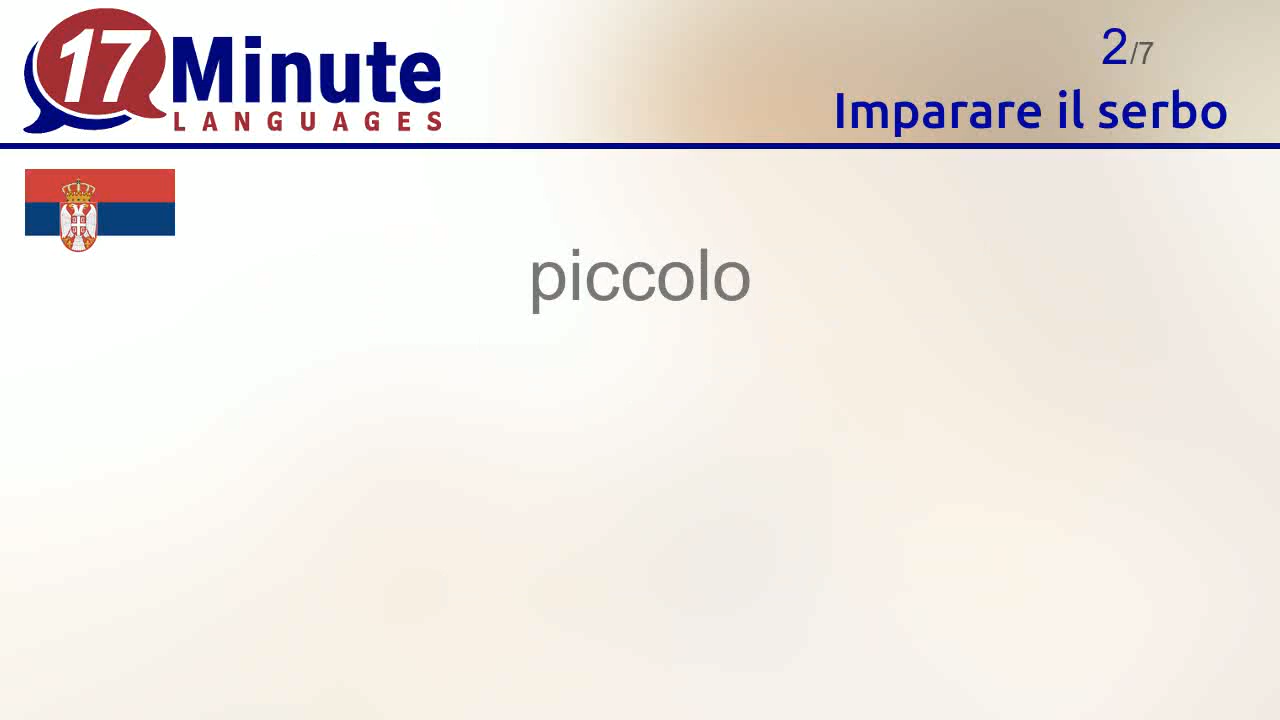 17 Minute
LANGUAGES
2/7
Imparare il serbo
piccolo